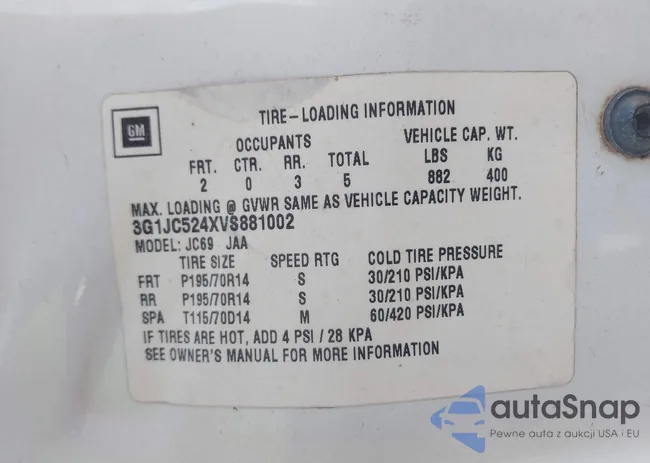 GM
TIRE-LOADING INFORMATION
OCCUPANTS VEHICLE CAP. WT.
FRT. CTR. RR. TOTAL LBS KG
2 0 3 5 882 400
MAX. LOADING @ GVWR SAME AS VEHICLE CAPACITY WEIGHT.
3G1JC524XVS881002
MODEL: JC69 JAA
TIRE SIZE SPEED RTG COLD TIRE PRESSURE
FRT P195/70R14 S 30/210 PSI/KPA
RR P195/70R14 S 30/210 PSI/KPA
SPA T115/70D14 M 60/420 PSI/KPA
IF TIRES ARE HOT, ADD 4 PSI / 28 KPA
SEE OWNER'S MANUAL FOR MORE INFORMATION
autaSnap
Pewne auta z aukcji USA i EU